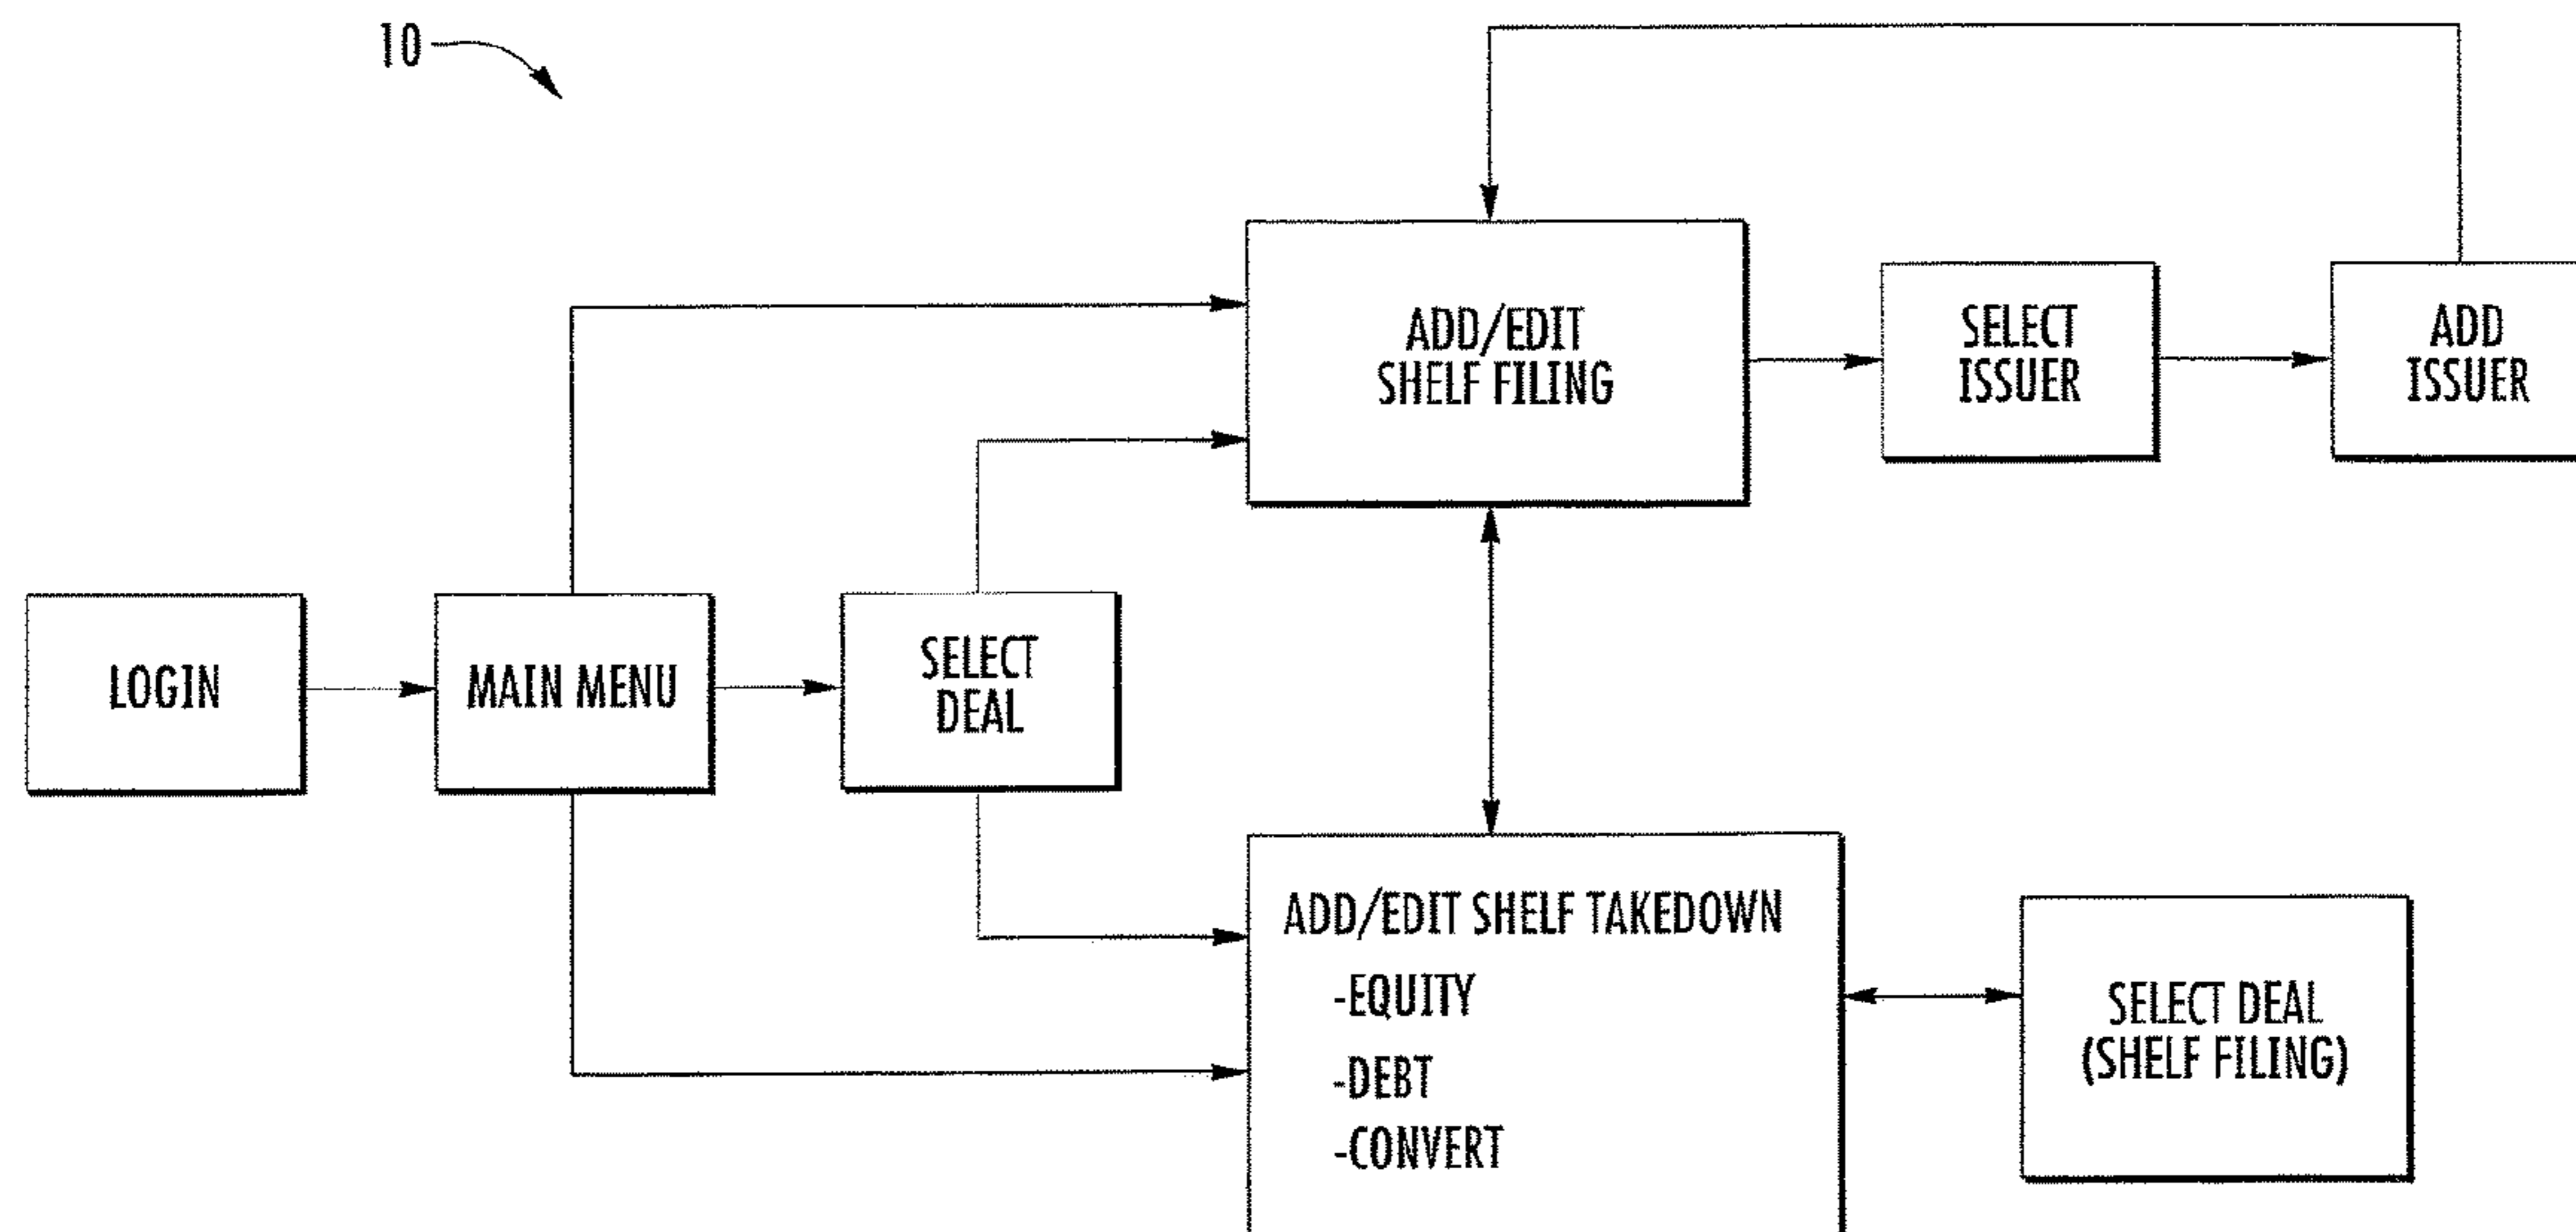 10
ADD/EDIT
SHELF FILING
SELECT
ISSUER
ADD
ISSUER
LOGIN
MAIN MENU
SELECT
DEAL
ADD/EDIT SHELF TAKEDOWN
-EQUITY
-DEBT
-CONVERT
SELECT DEAL
(SHELF FILING)